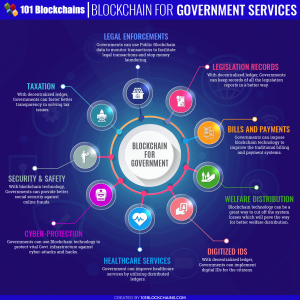 101 Blockchains
BLOCKCHAIN FOR GOVERNMENT SERVICES
LEGAL ENFORCEMENTS
Governments can use Public Blockchain
data to monitor transactions to facilitate
legal transactions and stop money
laundering.
LEGISLATION RECORDS
With decentralized ledger, Governments
can keep records of all the legislation
reports in a better way.
TAXATION
With decentralized ledger,
Governments can foster better
transparency in solving tax
issues.
BILLS AND PAYMENTS
Governments can impose
blockchain technology to
improve the traditional billing
and payment systems.
BLOCKCHAIN
FOR
GOVERNMENT
SECURITY & SAFETY
With blockchain technology,
Governments can provide better
social security against
online frauds.
WELFARE DISTRIBUTION
Blockchain technology can be a
great way to cut off the system
losses which will pave the way
for better welfare distribution.
CYBER-PROTECTION
Governments can use Blockchain technology to
protect vital Govt. infrastructure against
cyber-attacks and hacks.
DIGITIZED IDS
With decentralized ledgers,
Governments can implement
digital IDs for the citizens.
HEALTHCARE SERVICES
Government can improve healthcare
services by utilizing distributed
ledgers.
CREATED BY 101BLOCKCHAINS.COM